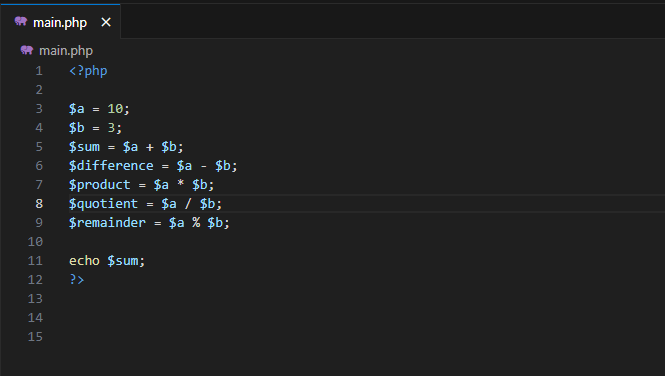 main.php ×
main.php
1 <?php
2
3 $a = 10;
4 $b = 3;
5 $sum = $a + $b;
6 $difference = $a - $b;
7 $product = $a * $b;
8 $quotient = $a / $b;
9 $remainder = $a % $b;
10
11 echo $sum;
12 ?>
13
14
15